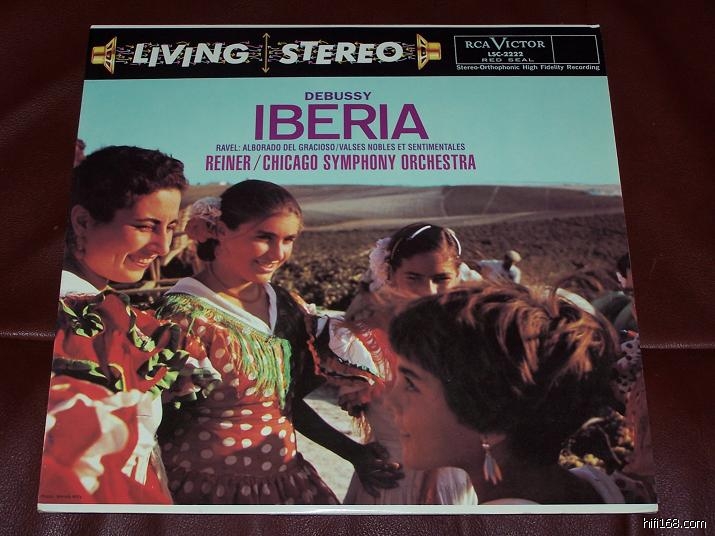 LIVING STEREO
RCA VICTOR
LSC-2222
RED SEAL
Stereo-Orthophonic High Fidelity Recording
DEBUSSY
IBERIA
RAVEL: ALBORADO DEL GRACIOSO/VALSES NOBLES ET SENTIMENTALES
REINER/CHICAGO SYMPHONY ORCHESTRA
hifi168.com